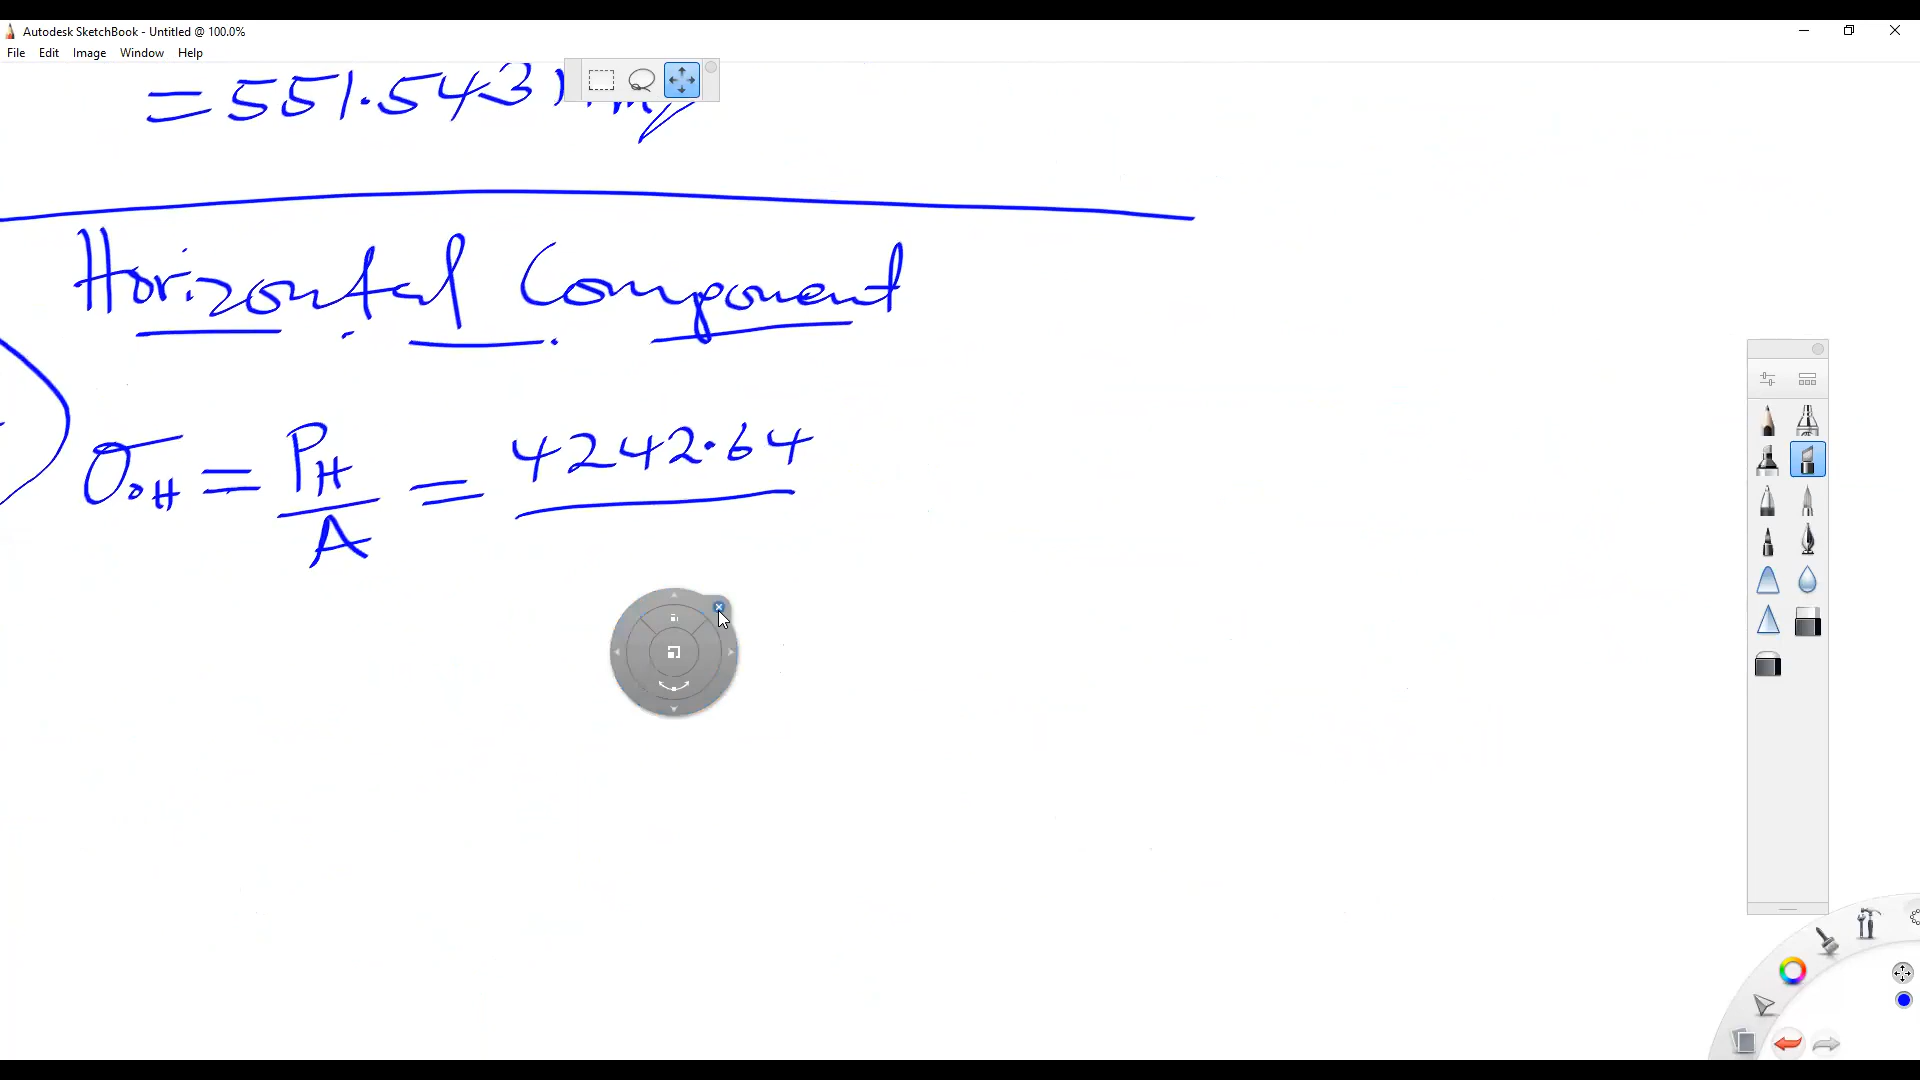 Autodesk SketchBook - Untitled @ 100.0%
File Edit Image Window Help
= 551.543
Horizontal Component
σoH = PH/A = 4242.64